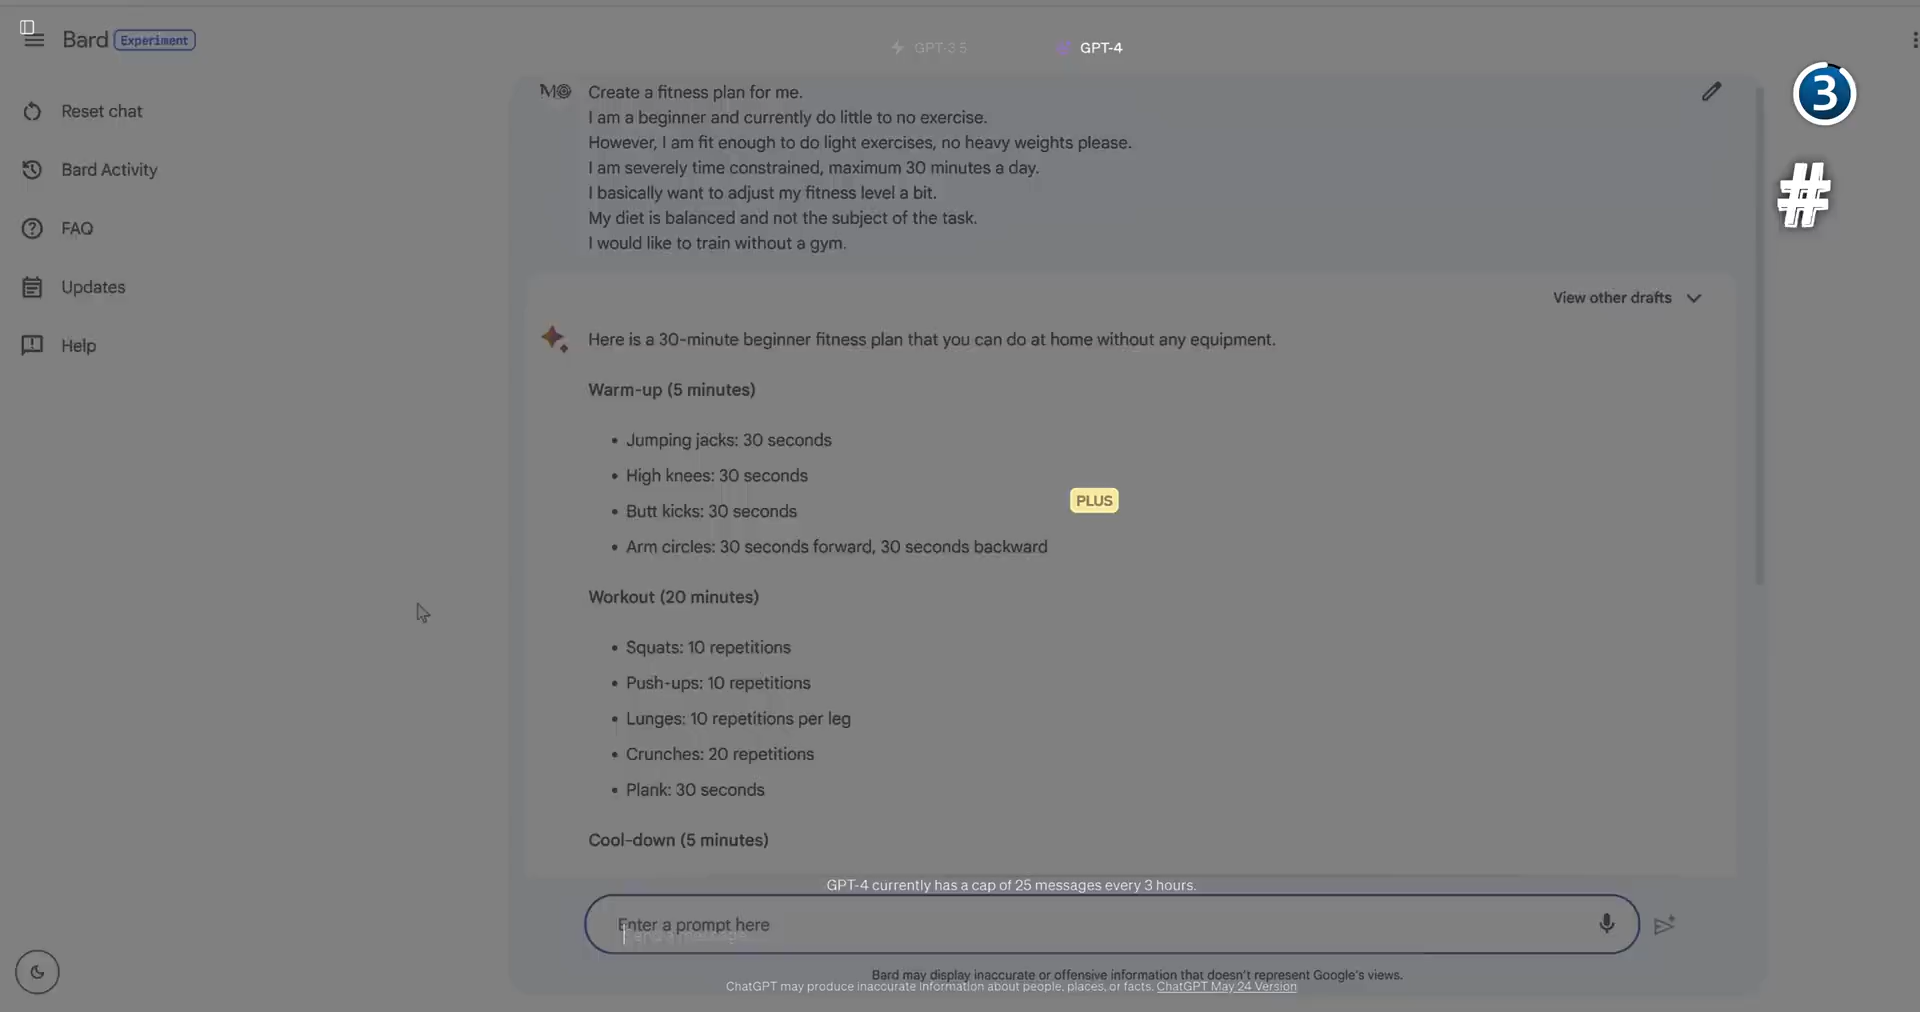 Bard Experiment
GPT-3.5
GPT-4
3
#
Reset chat
Bard Activity
FAQ
Updates
Help
Create a fitness plan for me.
I am a beginner and currently do little to no exercise.
However, I am fit enough to do light exercises, no heavy weights please.
I am severely time constrained, maximum 30 minutes a day.
I basically want to adjust my fitness level a bit.
My diet is balanced and not the subject of the task.
I would like to train without a gym.
View other drafts
Here is a 30-minute beginner fitness plan that you can do at home without any equipment.
Warm-up (5 minutes)
• Jumping jacks: 30 seconds
• High knees: 30 seconds
• Butt kicks: 30 seconds
• Arm circles: 30 seconds forward, 30 seconds backward
PLUS
Workout (20 minutes)
• Squats: 10 repetitions
• Push-ups: 10 repetitions
• Lunges: 10 repetitions per leg
• Crunches: 20 repetitions
• Plank: 30 seconds
Cool-down (5 minutes)
GPT-4 currently has a cap of 25 messages every 3 hours.
Enter a prompt here
Send a message...
Bard may display inaccurate or offensive information that doesn't represent Google's views.
ChatGPT may produce inaccurate information about people, places, or facts. ChatGPT May 24 Version